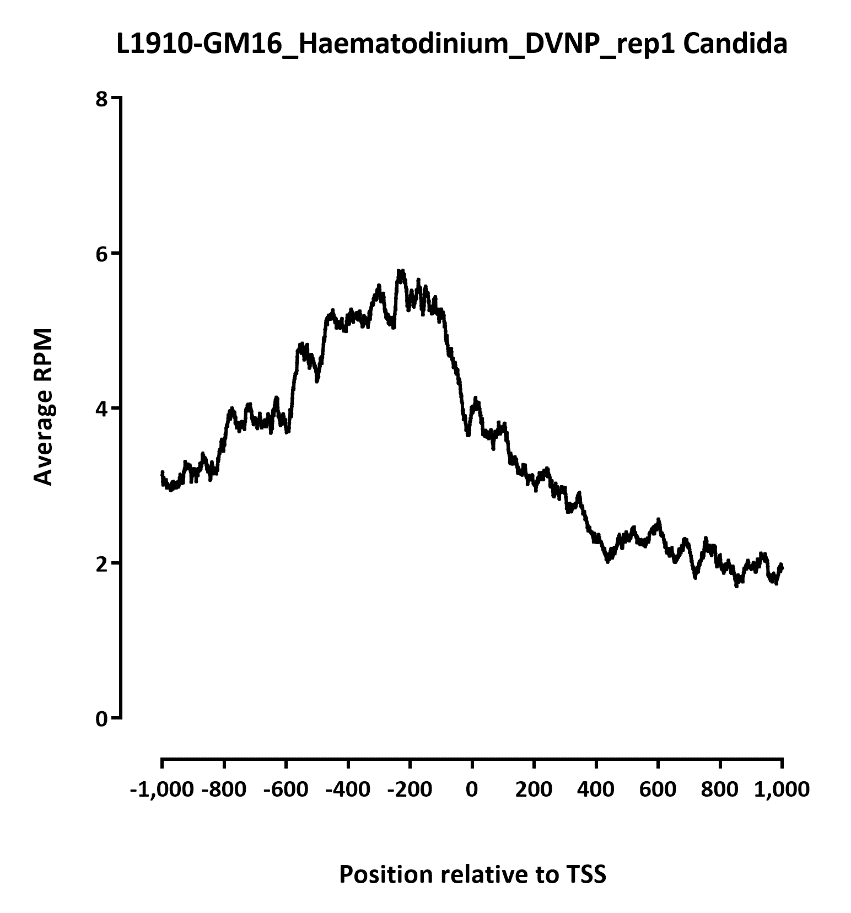 L1910-GM16_Haematodinium_DVNP_rep1 Candida
8
6
4
2
0
Average RPM
-1,000 -800 -600 -400 -200 0 200 400 600 800 1,000
Position relative to TSS